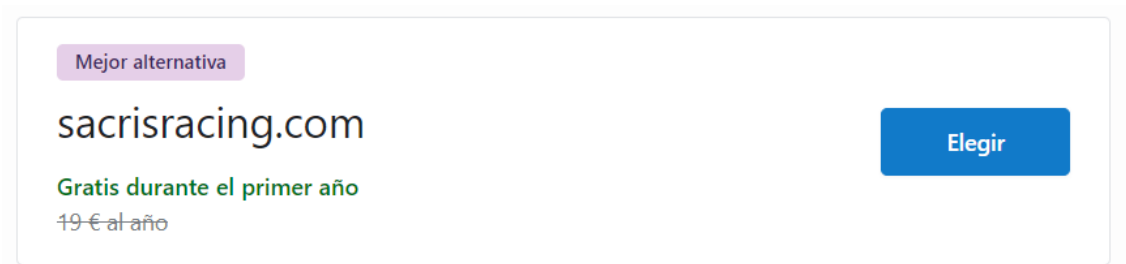 Mejor alternativa
sacrisracing.com
Elegir
Gratis durante el primer año
19 € al año